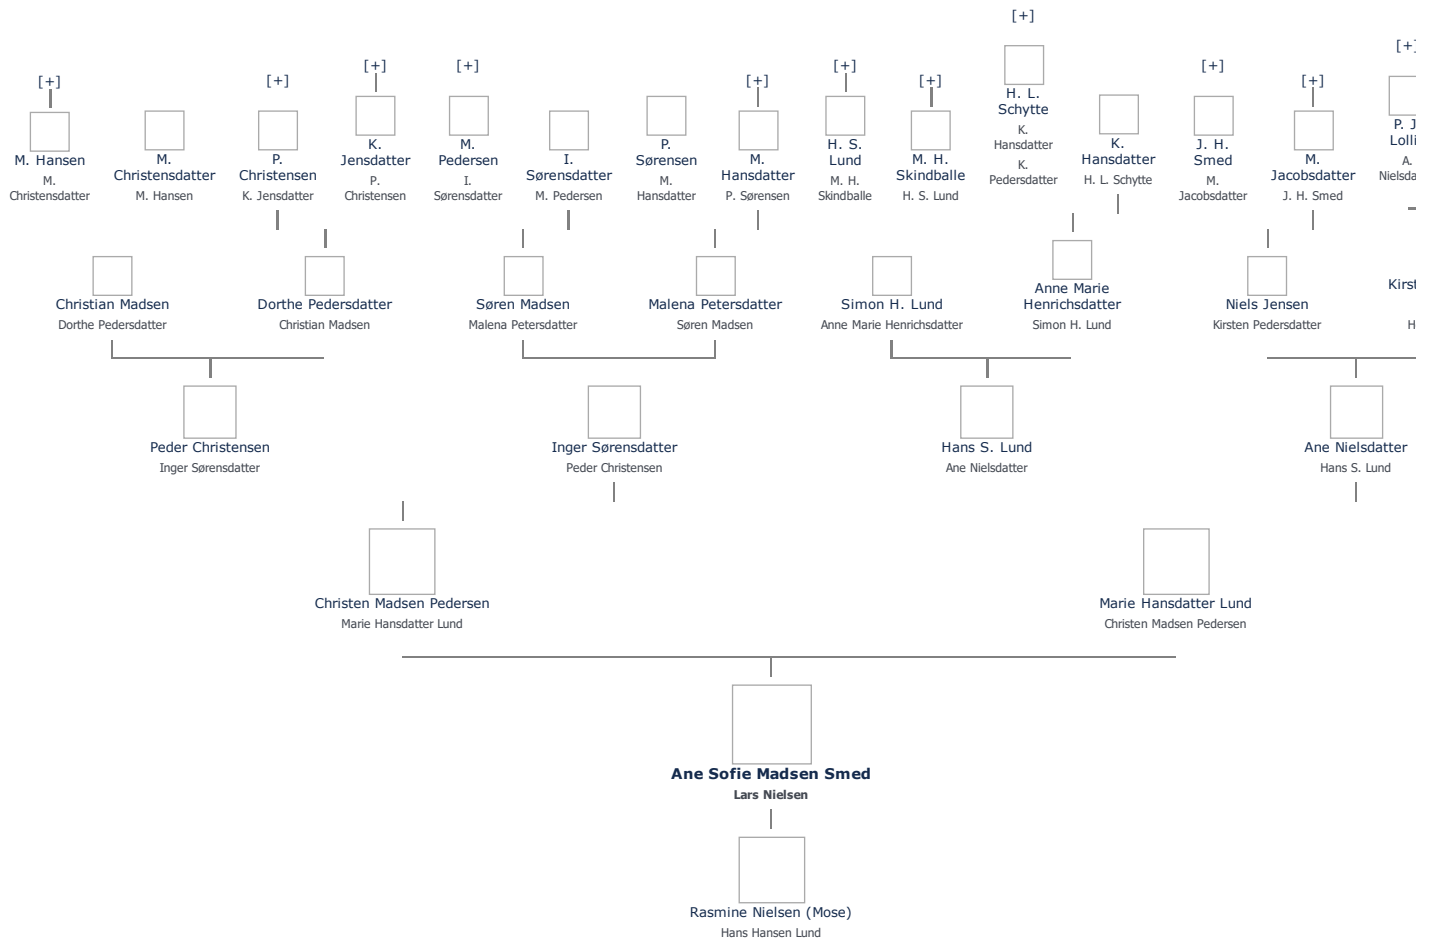 [+]
[+]
[+]
[+]
[+]
[+]
[+]
[+]
[+]
[+]
[+]
[+]
M. Hansen
M.
Christensdatter
M.
Christensdatter
M. Hansen
P.
Christensen
K. Jensdatter
K.
Jensdatter
P.
Christensen
M.
Pedersen
I.
Sørensdatter
I.
Sørensdatter
M. Pedersen
P.
Sørensen
M.
Hansdatter
M.
Hansdatter
P. Sørensen
H. S.
Lund
M. H.
Skindballe
M. H.
Skindballe
H. S. Lund
H. L.
Schytte
K.
Hansdatter
K.
Pedersdatter
K.
Hansdatter
H. L. Schytte
J. H.
Smed
M.
Jacobsdatter
M.
Jacobsdatter
J. H. Smed
P. J
Lolli
A.
Nielsda
Christian Madsen
Dorthe Pedersdatter
Dorthe Pedersdatter
Christian Madsen
Søren Madsen
Malena Petersdatter
Malena Petersdatter
Søren Madsen
Simon H. Lund
Anne Marie Henrichsdatter
Anne Marie
Henrichsdatter
Simon H. Lund
Niels Jensen
Kirsten Pedersdatter
Kirst
H
Peder Christensen
Inger Sørensdatter
Inger Sørensdatter
Peder Christensen
Hans S. Lund
Ane Nielsdatter
Ane Nielsdatter
Hans S. Lund
Christen Madsen Pedersen
Marie Hansdatter Lund
Marie Hansdatter Lund
Christen Madsen Pedersen
Ane Sofie Madsen Smed
Lars Nielsen
Rasmine Nielsen (Mose)
Hans Hansen Lund